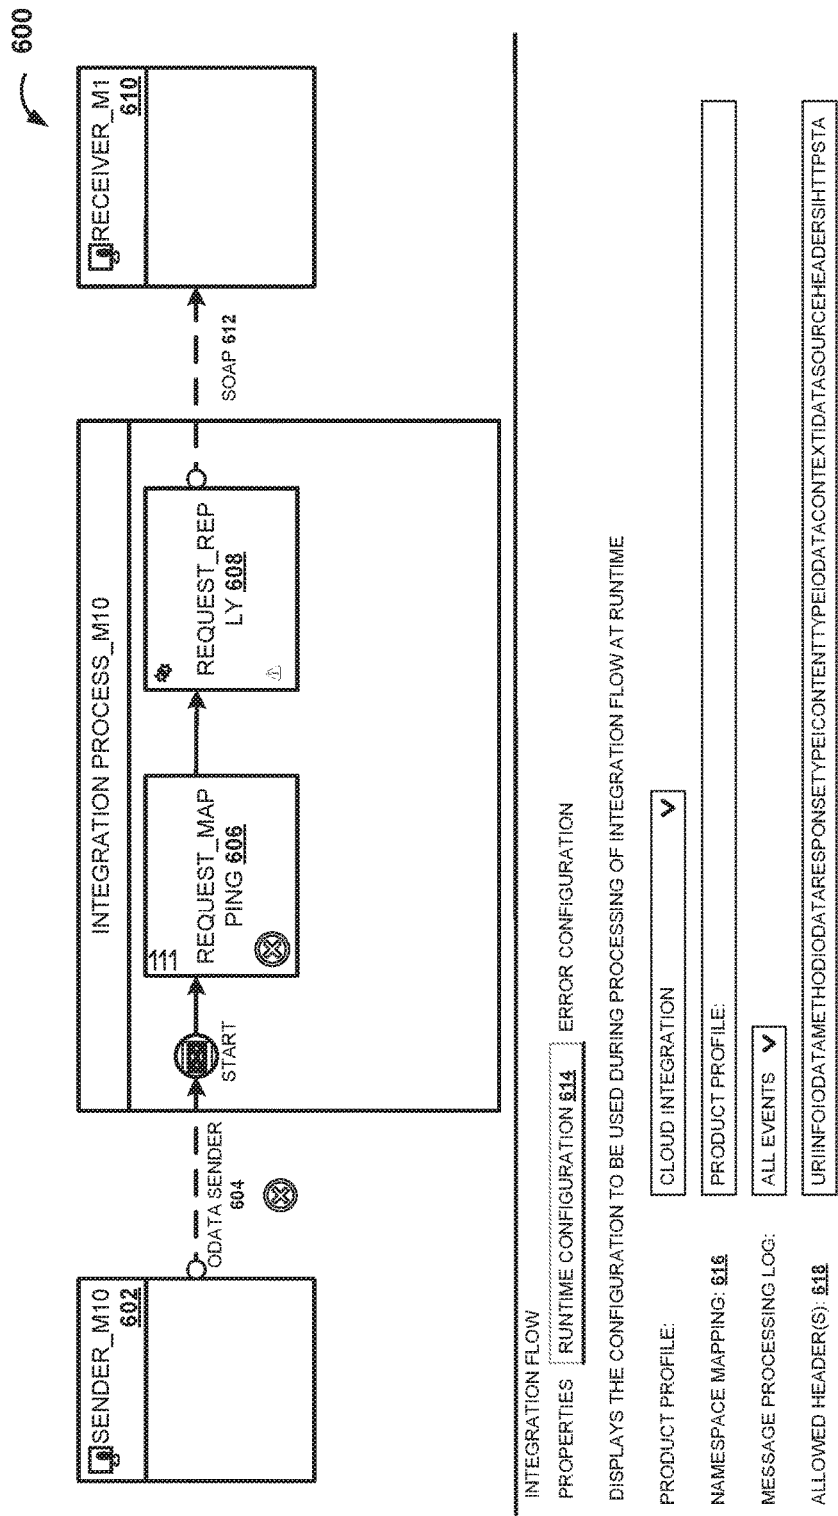 600
SENDER_M10
602
ODATA SENDER
604
INTEGRATION PROCESS_M10
START
REQUEST_MAP
PING 606
REQUEST_REP
LY 608
SOAP 612
RECEIVER_M1
610
INTEGRATION FLOW
PROPERTIES RUNTIME CONFIGURATION 614 ERROR CONFIGURATION
DISPLAYS THE CONFIGURATION TO BE USED DURING PROCESSING OF INTEGRATION FLOW AT RUNTIME
PRODUCT PROFILE: CLOUD INTEGRATION
NAMESPACE MAPPING: 616 PRODUCT PROFILE:
MESSAGE PROCESSING LOG: ALL EVENTS
ALLOWED HEADER(S): 618 URIINFOIODATAMETHODIODATARESPONSETYPEICONTENTTYPEIODATACONTEXTIDATASOURCEHEADERSIHTTPSTA